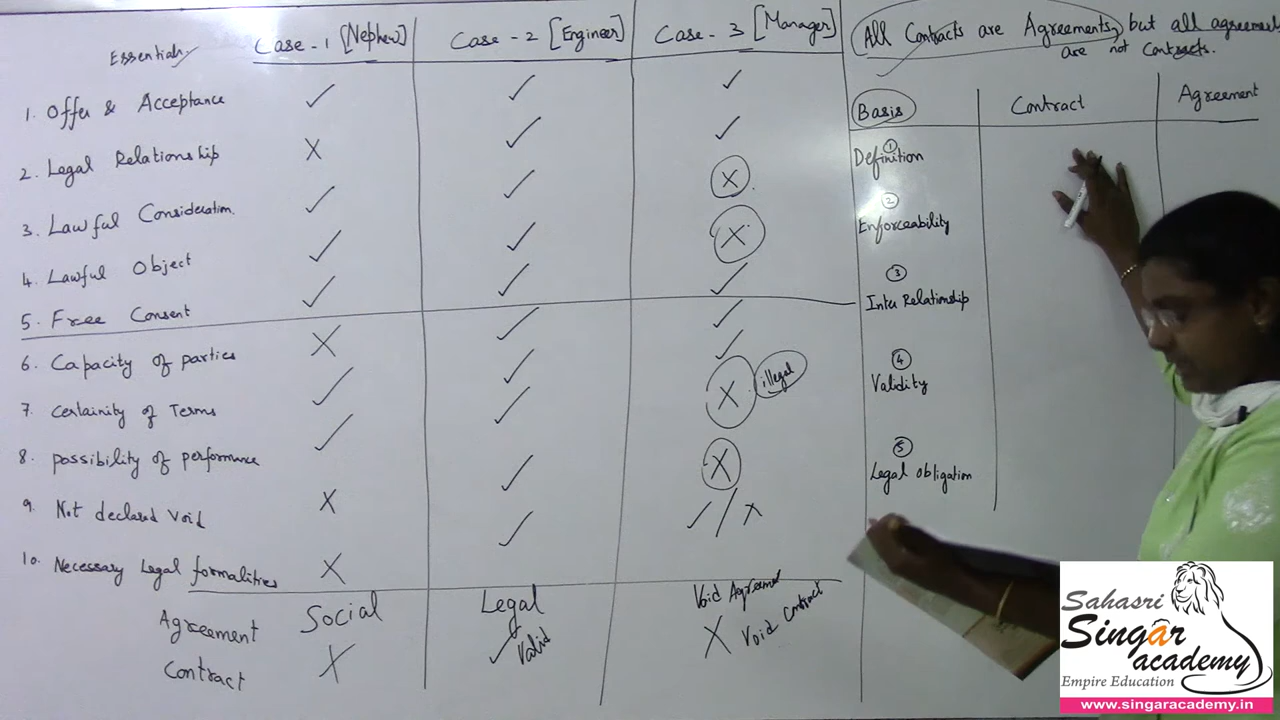 Essentials
Case - 1 [Nephew]
Case - 2 [Engineer]
Case - 3 [Manager]
1. Offer & Acceptance ✓ ✓ ✓
2. Legal Relationship X ✓ ✓
3. Lawful Consideration ✓ ✓ X
4. Lawful Object ✓ ✓ X
5. Free Consent ✓ ✓ ✓
6. Capacity of parties X ✓ ✓
7. Certainity of Terms ✓ ✓ ✓
8. possibility of performance ✓ ✓ X illegal
9. Not declared void X ✓ X
10. Necessary Legal formalities X ✓ ✓/X
Agreement Social Legal Void Agreement
Contract X ✓ Valid X Void Contract
All Contracts are Agreements, but all agreements
are not contracts.
Basis Contract Agreement
1
Definition
2
Enforceability
3
Inter Relationship
4
Validity
5
Legal obligation
Sahasri
Singâr
academy
Empire Education
www.singaracademy.in